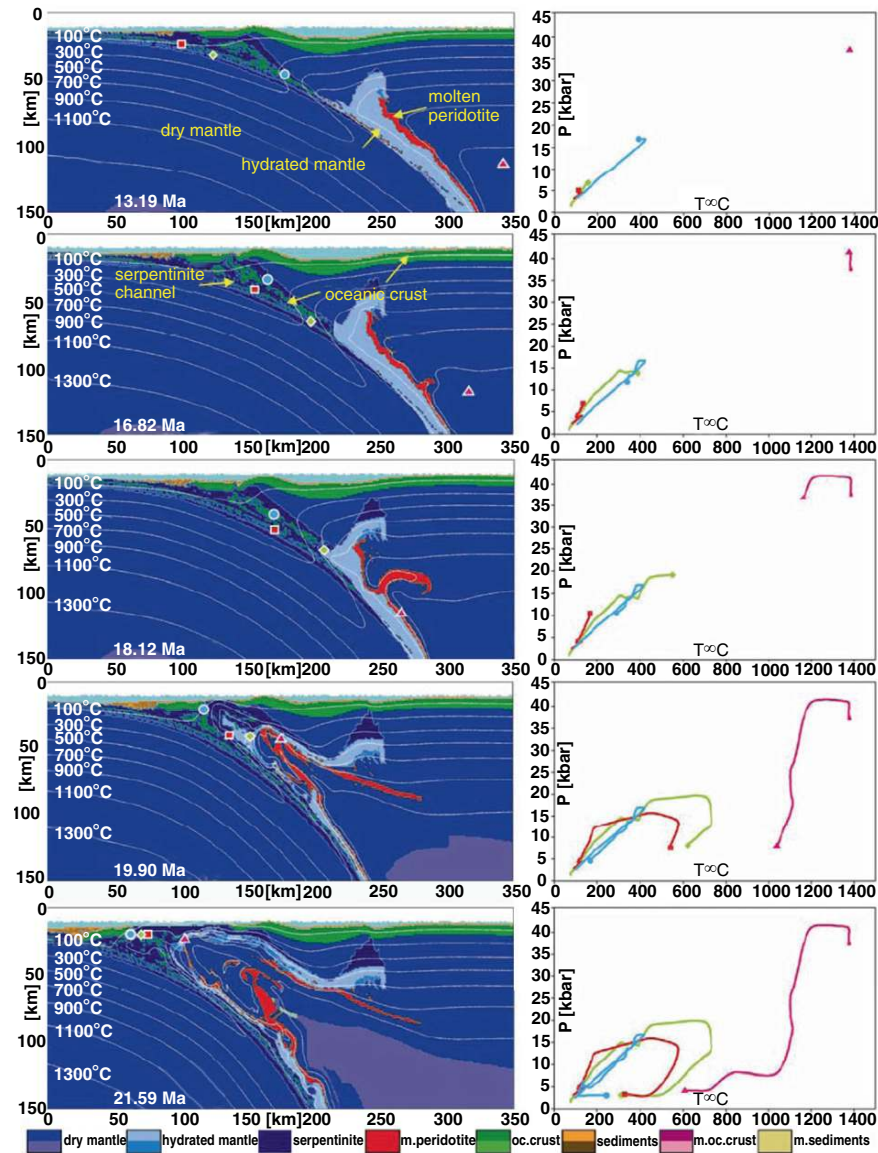 0
100°C
300°C
500°C
700°C
900°C
1100°C
50
[km]
100
150
dry mantle
hydrated mantle
molten
peridotite
13.19 Ma
0 50 100 150 [km] 200 250 300 350
45
40
35
30
25
20
15
10
5
0
P [kbar]
T∞C
0 200 400 600 800 1000 1200 1400
0
100°C
300°C
500°C
700°C
900°C
1100°C
1300°C
50
[km]
100
150
serpentinite
channel
oceanic crust
16.82 Ma
0 50 100 150 [km] 200 250 300 350
45
40
35
30
25
20
15
10
5
0
P [kbar]
T∞C
0 200 400 600 800 1000 1200 1400 1500
0
100°C
300°C
500°C
700°C
900°C
1100°C
1300°C
50
[km]
100
150
18.12 Ma
0 50 100 150 [km] 200 250 300 350
45
40
35
30
25
20
15
10
5
0
P [kbar]
T∞C
0 200 400 600 800 1000 1200 1400
0
100°C
300°C
500°C
700°C
900°C
1100°C
1300°C
50
[km]
100
150
19.90 Ma
0 50 100 150 [km] 200 250 300 350
45
40
35
30
25
20
15
10
5
0
P [kbar]
T∞C
0 200 400 600 800 1000 1200 1400 1500
0
100°C
300°C
500°C
700°C
900°C
1100°C
1300°C
50
[km]
100
150
21.59 Ma
0 50 100 150 [km] 200 250 300 350
45
40
35
30
25
20
15
10
5
0
P [kbar]
T∞C
0 200 400 600 800 1000 1200 1400 1500
dry mantle hydrated mantle serpentinite m.peridotite oc.crust sediments m.oc.crust m.sediments